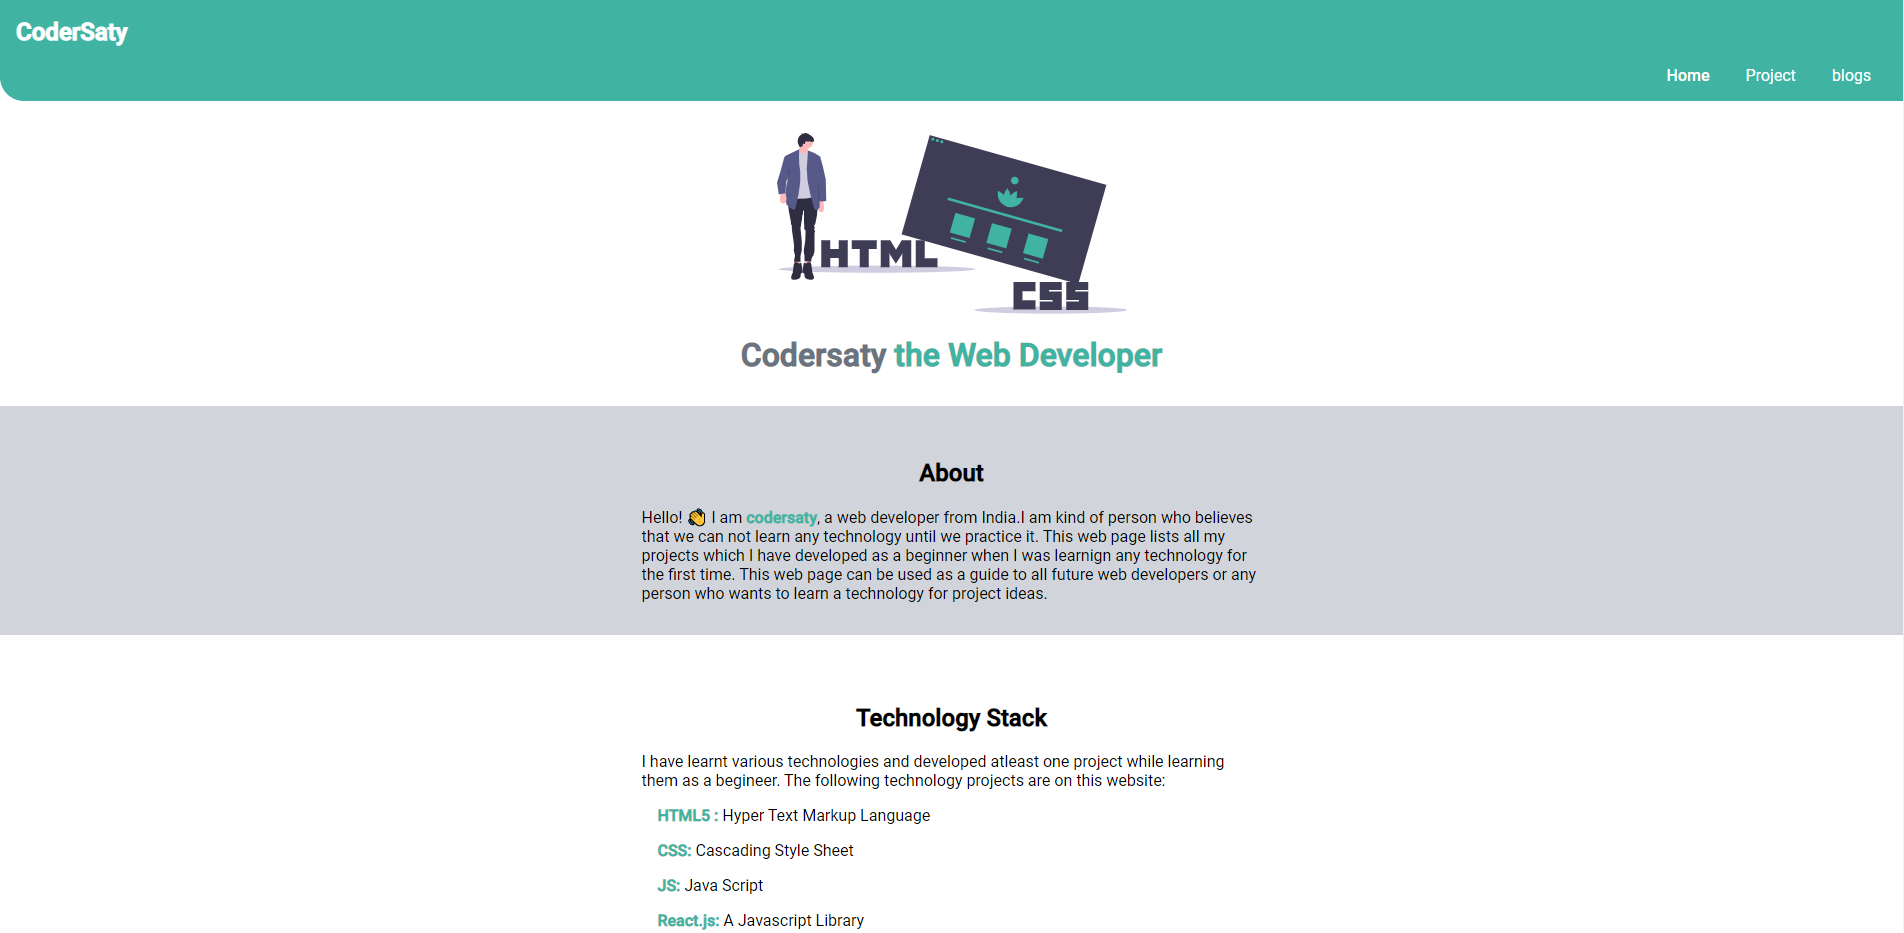 CoderSaty
Home Project blogs
HTML
CSS
Codersaty the Web Developer
About
Hello! 👏 I am codersaty, a web developer from India.I am kind of person who believes
that we can not learn any technology until we practice it. This web page lists all my
projects which I have developed as a beginner when I was learnign any technology for
the first time. This web page can be used as a guide to all future web developers or any
person who wants to learn a technology for project ideas.
Technology Stack
I have learnt various technologies and developed atleast one project while learning
them as a begineer. The following technology projects are on this website:
HTML5 : Hyper Text Markup Language
CSS: Cascading Style Sheet
JS: Java Script
React.js: A Javascript Library